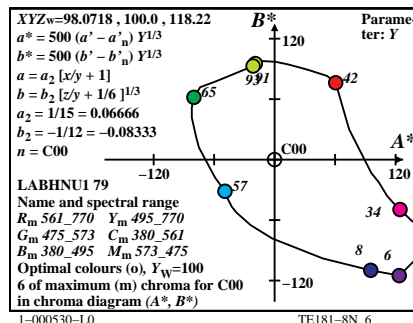 XYZw=98.0718 , 100.0 , 118.22
a* = 500 (a' – a'n) Y1/3
b* = 500 (b' – b'n) Y1/3
a = a2 [x/y + 1]
b = b2 [z/y + 1/6 ]1/3
a2 = 1/15 = 0.06666
b2 = –1/12 = –0.08333
n = C00
LABHNU1 79
Name and spectral range
Rm 561_770 Ym 495_770
Gm 475_573 Cm 380_561
Bm 380_495 Mm 573_475
Optimal colours (o), YW=100
6 of maximum (m) chroma for C00
in chroma diagram (A*, B*)
B*
Parame-
ter: Y
120
93
91
42
65
C00
A*
–120
120
57
34
8
6
–120
1–000530–L0
TE181–8N_6